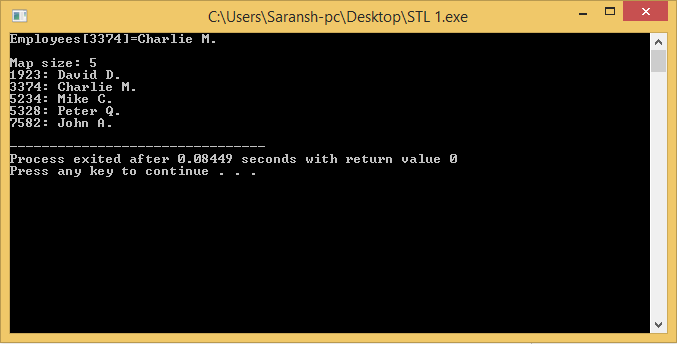 C:\Users\Saransh-pc\Desktop\STL 1.exe
Employees[3374]=Charlie M.
Map size: 5
1923: David D.
3374: Charlie M.
5234: Mike C.
5328: Peter Q.
7582: John A.
--------------------------------
Process exited after 0.08449 seconds with return value 0
Press any key to continue . . .